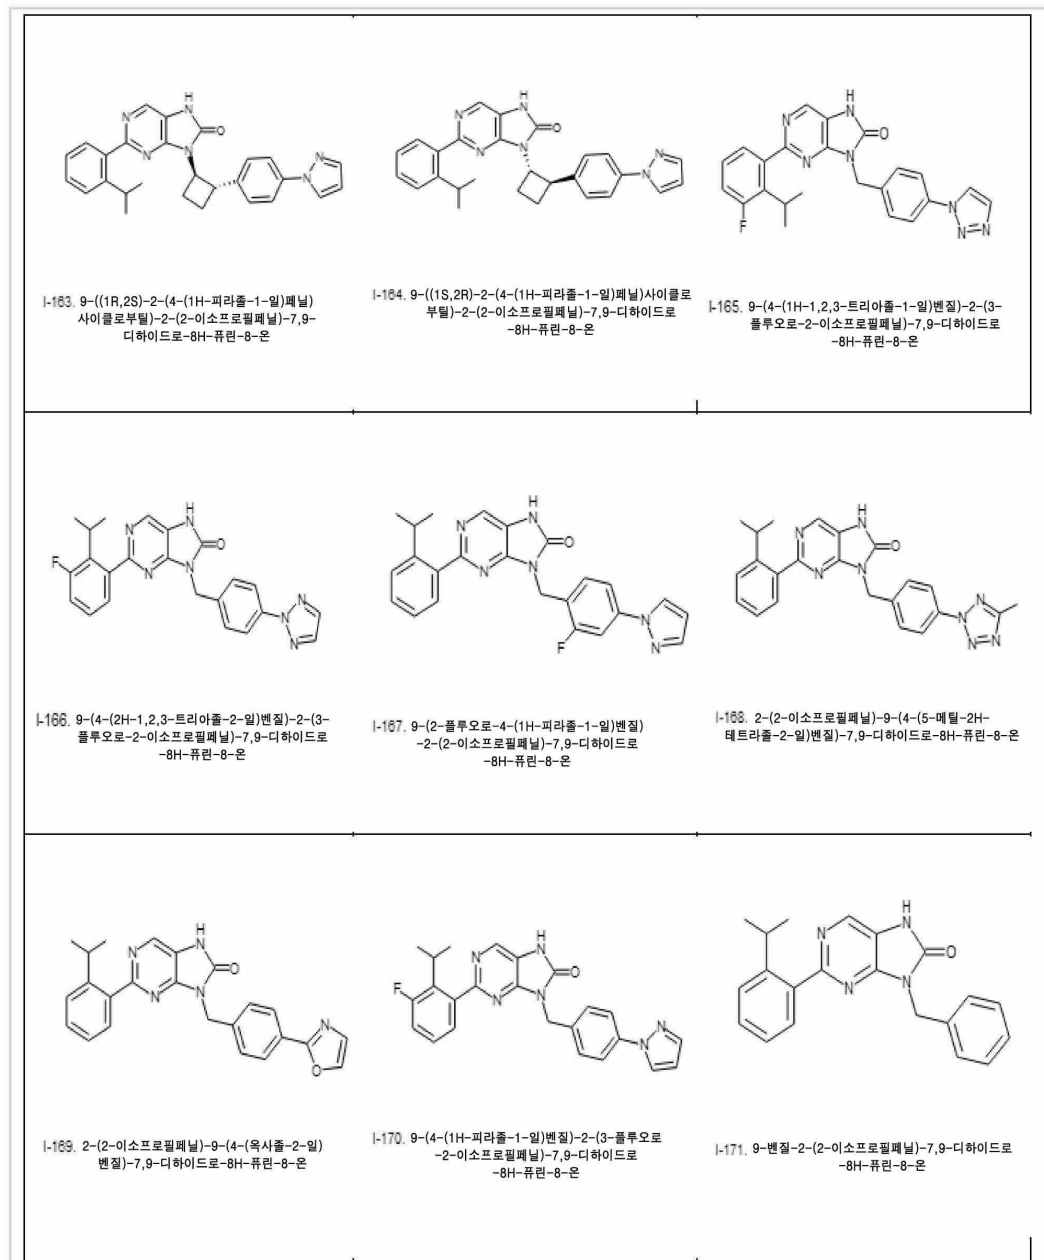 I-163. 9-((1R,2S)-2-(4-(1H-피라졸-1-일)페닐)
사이클로부틸)-2-(2-이소프로필페닐)-7,9-
디하이드로-8H-퓨린-8-온
I-164. 9-((1S,2R)-2-(4-(1H-피라졸-1-일)페닐)사이클로
부틸)-2-(2-이소프로필페닐)-7,9-디하이드로
-8H-퓨린-8-온
I-165. 9-(4-(1H-1,2,3-트리아졸-1-일)벤질)-2-(3-
플루오로-2-이소프로필페닐)-7,9-디하이드로
-8H-퓨린-8-온
I-166. 9-(4-(2H-1,2,3-트리아졸-2-일)벤질)-2-(3-
플루오로-2-이소프로필페닐)-7,9-디하이드로
-8H-퓨린-8-온
I-167. 9-(2-플루오로-4-(1H-피라졸-1-일)벤질)
-2-(2-이소프로필페닐)-7,9-디하이드로
-8H-퓨린-8-온
I-168. 2-(2-이소프로필페닐)-9-(4-(5-메틸-2H-
테트라졸-2-일)벤질)-7,9-디하이드로-8H-퓨린-8-온
I-169. 2-(2-이소프로필페닐)-9-(4-(옥사졸-2-일)
벤질)-7,9-디하이드로-8H-퓨린-8-온
I-170. 9-(4-(1H-피라졸-1-일)벤질)-2-(3-플루오로
-2-이소프로필페닐)-7,9-디하이드로
-8H-퓨린-8-온
I-171. 9-벤질-2-(2-이소프로필페닐)-7,9-디하이드로
-8H-퓨린-8-온